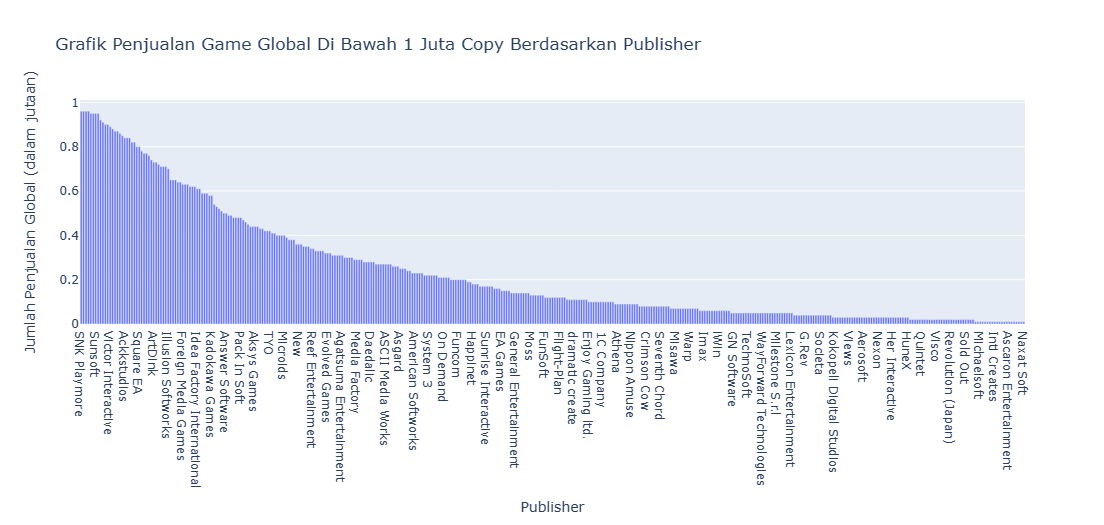 Grafik Penjualan Game Global Di Bawah 1 Juta Copy Berdasarkan Publisher
Jumlah Penjualan Global (dalam jutaan)
1
0.8
0.6
0.4
0.2
0
SNK Playmore
Sunsoft
Victor Interactive
Ackkstudios
Square EA
ArtDink
Illusion Softworks
Foreign Media Games
Idea Factory International
Kadokawa Games
Answer Software
Pack In Soft
Aksys Games
TYO
Microids
New
Reef Entertainment
Evolved Games
Agatsuma Entertainment
Media Factory
Daedalic
ASCII Media Works
Asgard
American Softworks
System 3
On Demand
Funcom
Happinet
Sunrise Interactive
EA Games
General Entertainment
Moss
FunSoft
Flight-Plan
dramatic create
Enjoy Gaming ltd.
1C Company
Athena
Nippon Amuse
Crimson Cow
Seventh Chord
Misawa
Warp
Imax
iWin
GN Software
TechnoSoft
WayForward Technologies
Milestone S.r.l
Lexicon Entertainment
G.Rev
Societa
Kokopeli Digital Studios
Views
Aerosoft
Nexon
Her Interactive
HuneX
Quintet
Visco
Revolution (Japan)
Sold Out
Michaelsoft
Inti Creates
Ascaron Entertainment
Naxat Soft
Publisher